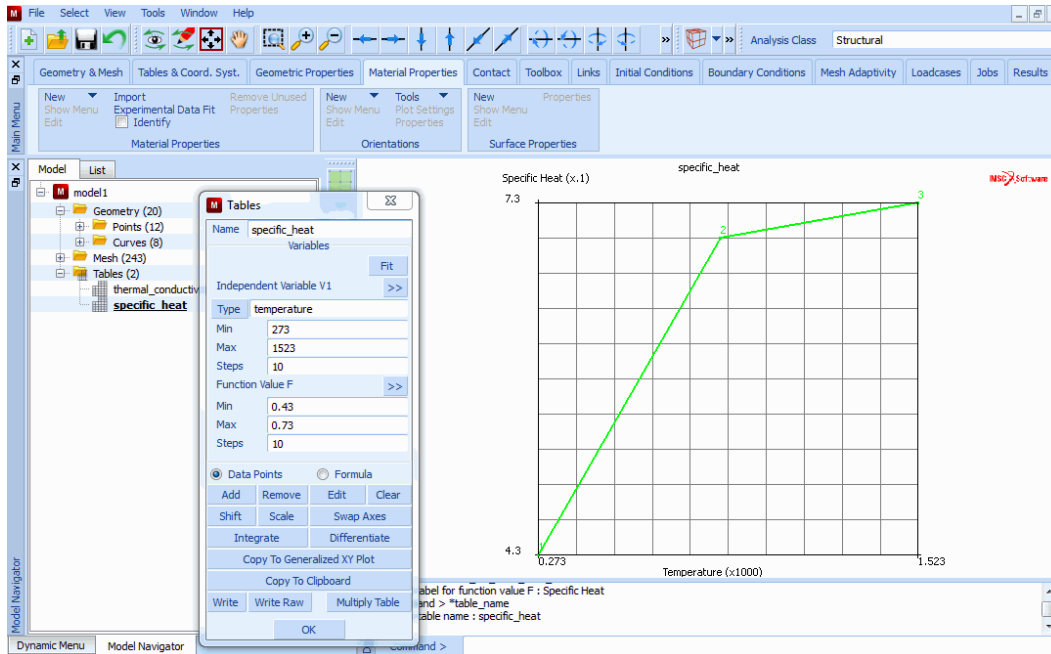 File Select View Tools Window Help
» » Analysis Class Structural
Geometry & Mesh Tables & Coord. Syst. Geometric Properties Material Properties Contact Toolbox Links Initial Conditions Boundary Conditions Mesh Adaptivity Loadcases Jobs Results
Main Menu
New Import Remove Unused New Tools New Properties
Show Menu Experimental Data Fit Properties Show Menu Plot Settings Show Menu
Edit Identify Edit Properties Edit
Material Properties Orientations Surface Properties
Model List
model1
Geometry (20)
Points (12)
Curves (8)
Mesh (243)
Tables (2)
specific_heat
Model Navigator
Dynamic Menu Model Navigator
Tables
Name specific_heat
Variables
Fit
Independent Variable V1 >>
Type temperature
Min 273
Max 1523
Steps 10
Function Value F >>
Min 0.43
Max 0.73
Steps 10
Data Points Formula
Add Remove Edit Clear
Shift Scale Swap Axes
Integrate Differentiate
Copy To Generalized XY Plot
Copy To Clipboard
Write Write Raw Multiply Table
OK
specific_heat
Specific Heat (x.1)
MSC Software
7.3
3
2
1
4.3
0.273 1.523
Temperature (x1000)
for function value F : Specific Heat
> *table_name
name : specific_heat
Command >